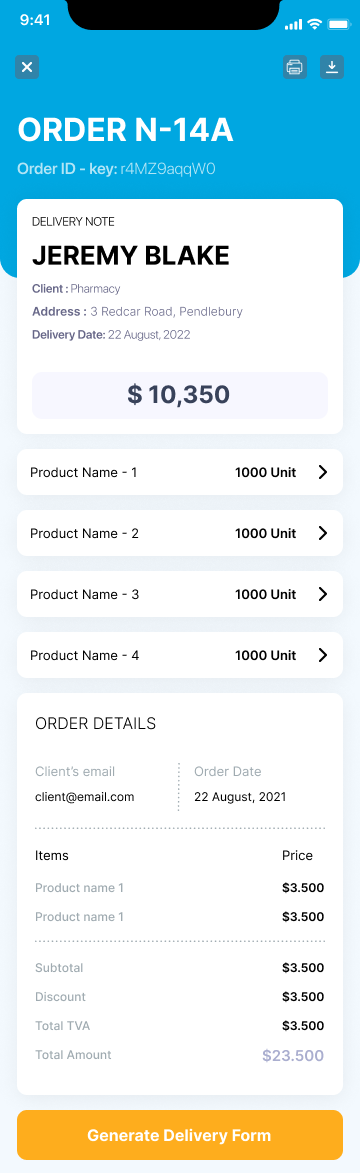 9:41
ORDER N-14A
Order ID - key: r4MZ9aqqW0
DELIVERY NOTE
JEREMY BLAKE
Client : Pharmacy
Address : 3 Redcar Road, Pendlebury
Delivery Date: 22 August, 2022
$ 10,350
Product Name - 1 1000 Unit
Product Name - 2 1000 Unit
Product Name - 3 1000 Unit
Product Name - 4 1000 Unit
ORDER DETAILS
Client's email Order Date
client@email.com 22 August, 2021
Items Price
Product name 1 $3.500
Product name 1 $3.500
Subtotal $3.500
Discount $3.500
Total TVA $3.500
Total Amount $23.500
Generate Delivery Form